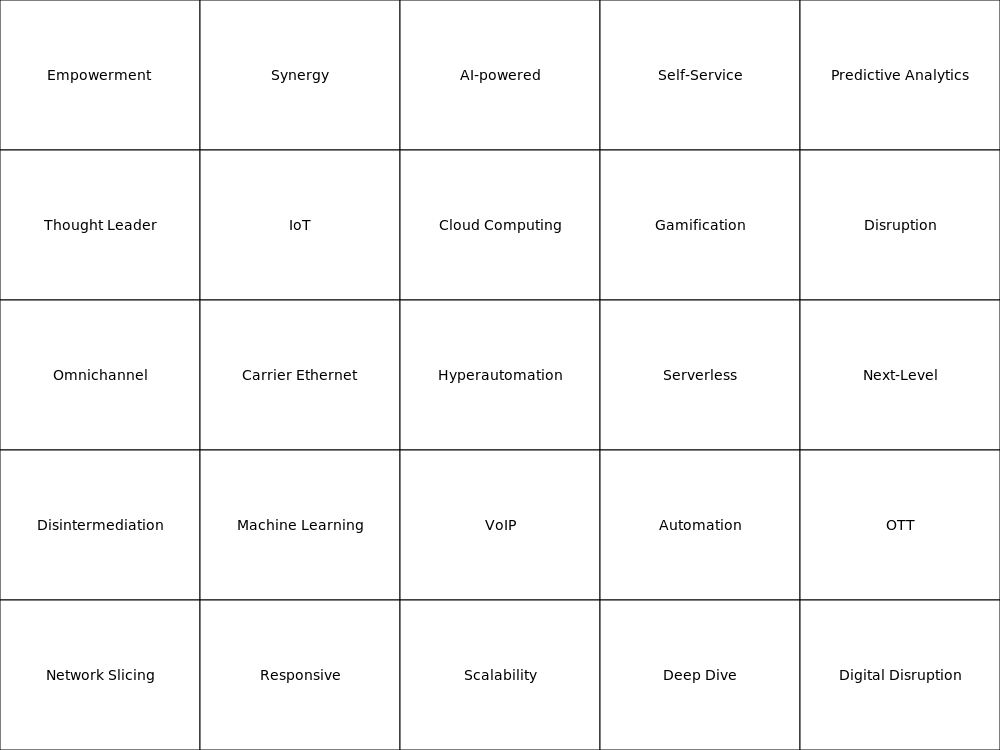 Empowerment
Synergy
AI-powered
Self-Service
Predictive Analytics
Thought Leader
IoT
Cloud Computing
Gamification
Disruption
Omnichannel
Carrier Ethernet
Hyperautomation
Serverless
Next-Level
Disintermediation
Machine Learning
VoIP
Automation
OTT
Network Slicing
Responsive
Scalability
Deep Dive
Digital Disruption